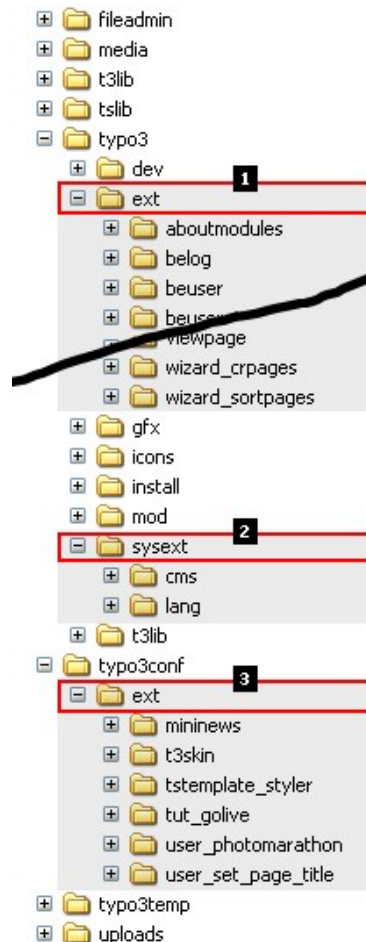 fileadmin
media
t3lib
tslib
typo3
dev
1
ext
aboutmodules
belog
beuser
viewpage
wizard_crpages
wizard_sortpages
gfx
icons
install
mod
2
sysext
cms
lang
t3lib
typo3conf
3
ext
mininews
t3skin
tstemplate_styler
tut_golive
user_photomarathon
user_set_page_title
typo3temp
uploads